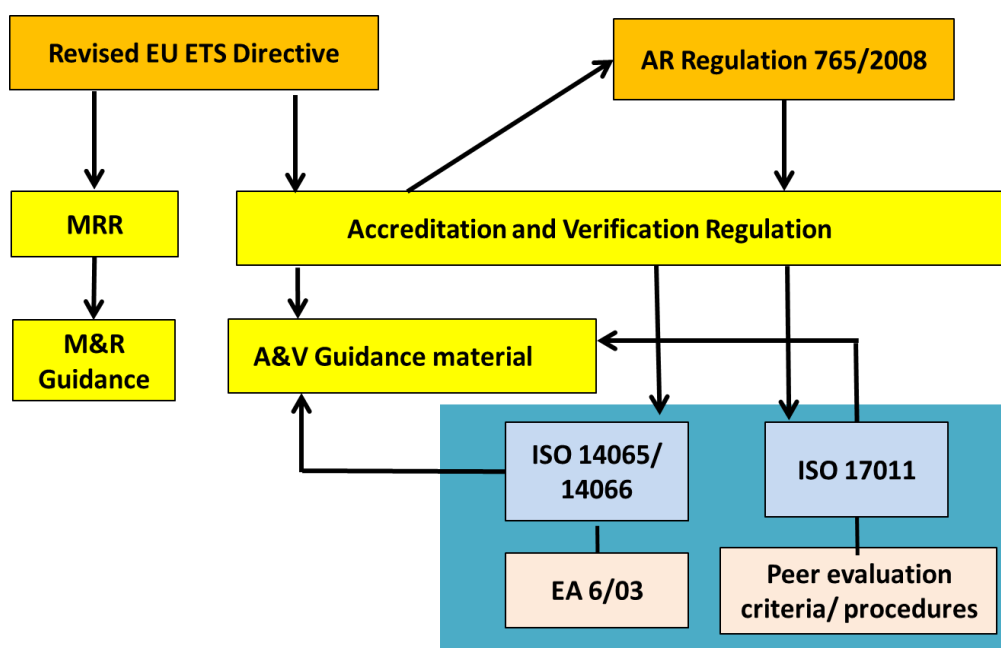 Revised EU ETS Directive
AR Regulation 765/2008
MRR
Accreditation and Verification Regulation
M&R
Guidance
A&V Guidance material
ISO 14065/
14066
ISO 17011
EA 6/03
Peer evaluation
criteria/ procedures